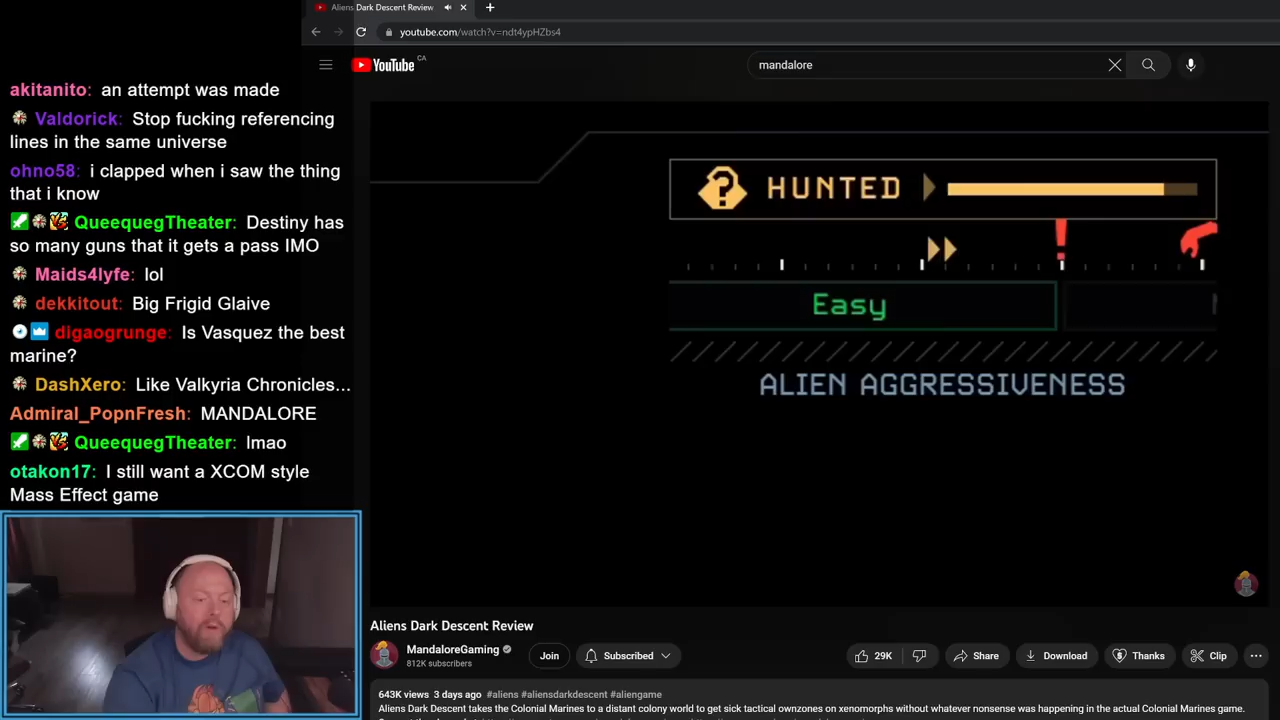 Aliens Dark Descent Review
youtube.com/watch?v=ndt4ypHZbs4
YouTube CA
mandalore
akitanito: an attempt was made
Valdorick: Stop fucking referencing
lines in the same universe
ohno58: i clapped when i saw the thing
that i know
QueequegTheater: Destiny has
so many guns that it gets a pass IMO
Maids4lyfe: lol
dekkitout: Big Frigid Glaive
digaogrunge: Is Vasquez the best
marine?
DashXero: Like Valkyria Chronicles...
Admiral_PopnFresh: MANDALORE
QueequegTheater: lmao
otakon17: I still want a XCOM style
Mass Effect game
HUNTED
Easy
ALIEN AGGRESSIVENESS
Aliens Dark Descent Review
MandaloreGaming
812K subscribers
Join
Subscribed
29K
Share
Download
Thanks
Clip
643K views 3 days ago #aliens #aliensdarkdescent #aliengame
Aliens Dark Descent takes the Colonial Marines to a distant colony world to get sick tactical ownzones on xenomorphs without whatever nonsense was happening in the actual Colonial Marines game.